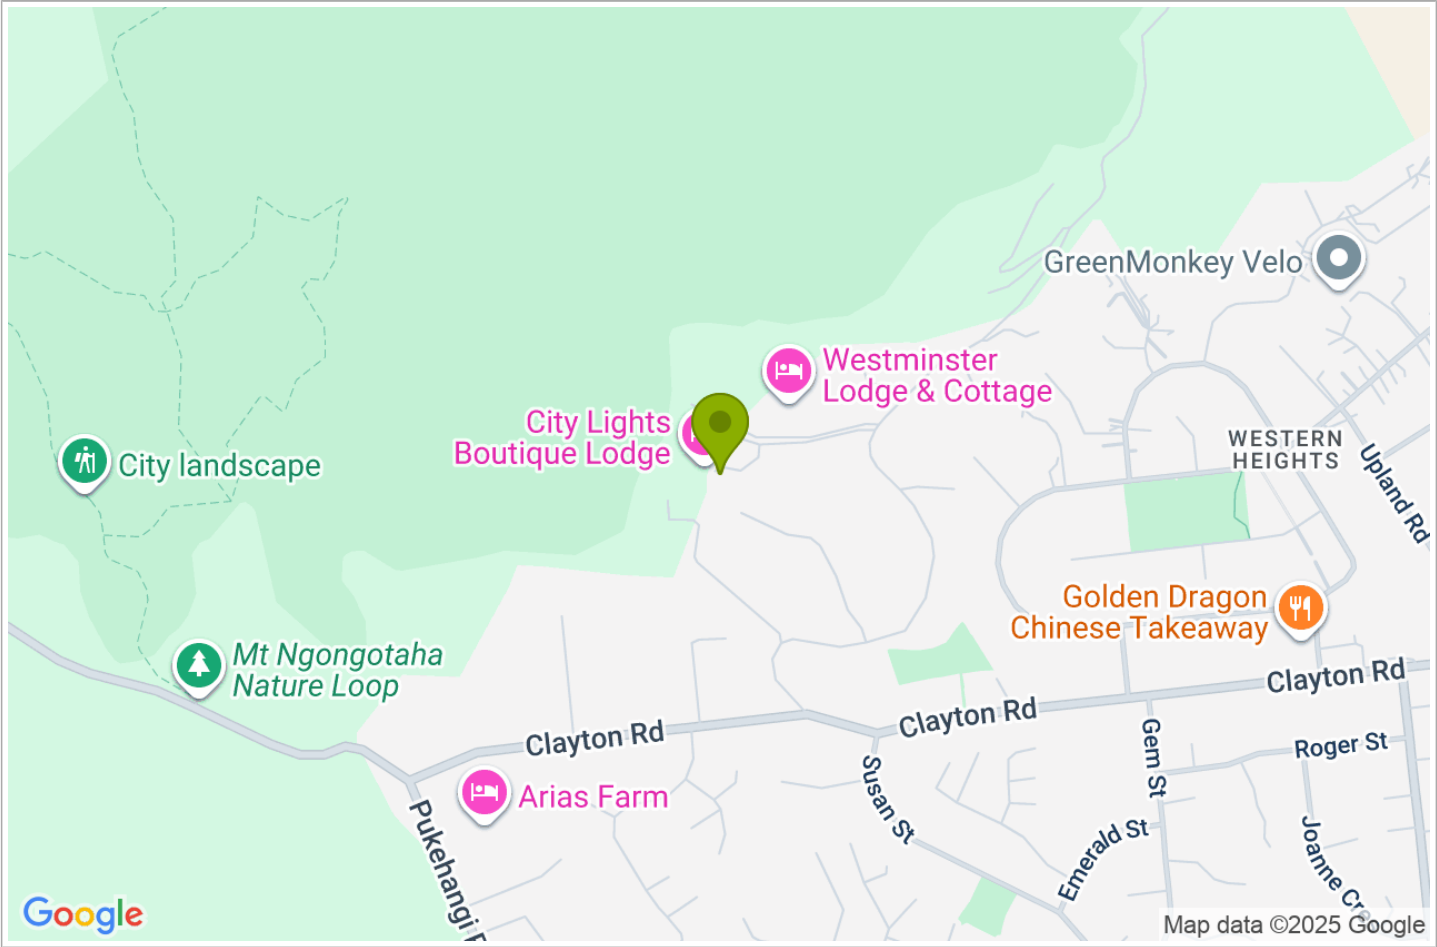 GreenMonkey Velo
Westminster
Lodge & Cottage
City Lights
Boutique Lodge
City landscape
WESTERN
HEIGHTS
Upland Rd
Golden Dragon
Chinese Takeaway
Mt Ngongotaha
Nature Loop
Clayton Rd
Clayton Rd
Clayton Rd
Gem St
Roger St
Susan St
Arias Farm
Pukehangi
Emerald St
Joanne Cre
Google
Map data ©2025 Google